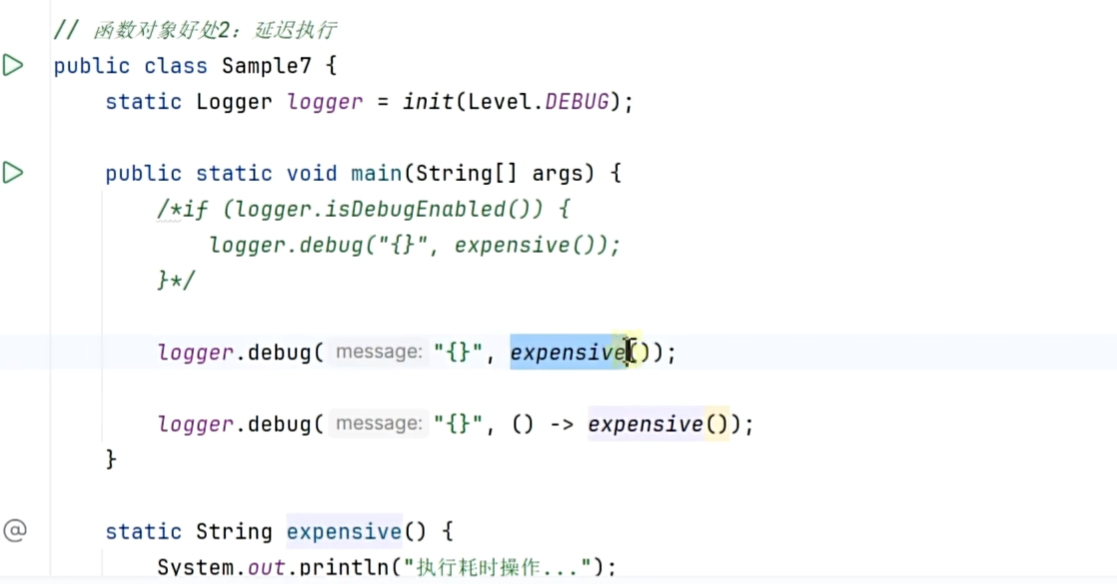 // 函数对象好处2：延迟执行
public class Sample7 {
static Logger logger = init(Level.DEBUG);
public static void main(String[] args) {
/*if (logger.isDebugEnabled()) {
logger.debug("{}", expensive());
}*/
logger.debug( message: "{}", expensive());
logger.debug( message: "{}", () -> expensive());
}
@ static String expensive() {
System.out.println("执行耗时操作...");